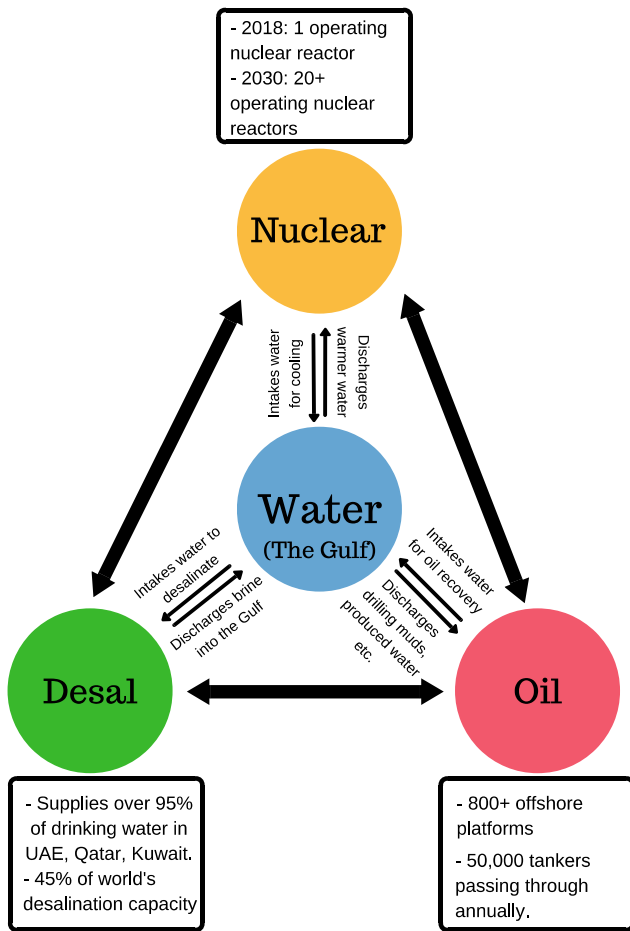 - 2018: 1 operating
nuclear reactor
- 2030: 20+
operating nuclear
reactors
Nuclear
Intakes water
for cooling
Discharges
warmer water
Water
(The Gulf)
Intakes water to
desalinate
Discharges brine
into the Gulf
Intakes water
for oil recovery
Discharges
drilling muds,
produced water
etc.
Desal
Oil
- Supplies over 95%
of drinking water in
UAE, Qatar, Kuwait.
- 45% of world's
desalination capacity
- 800+ offshore
platforms
- 50,000 tankers
passing through
annually.